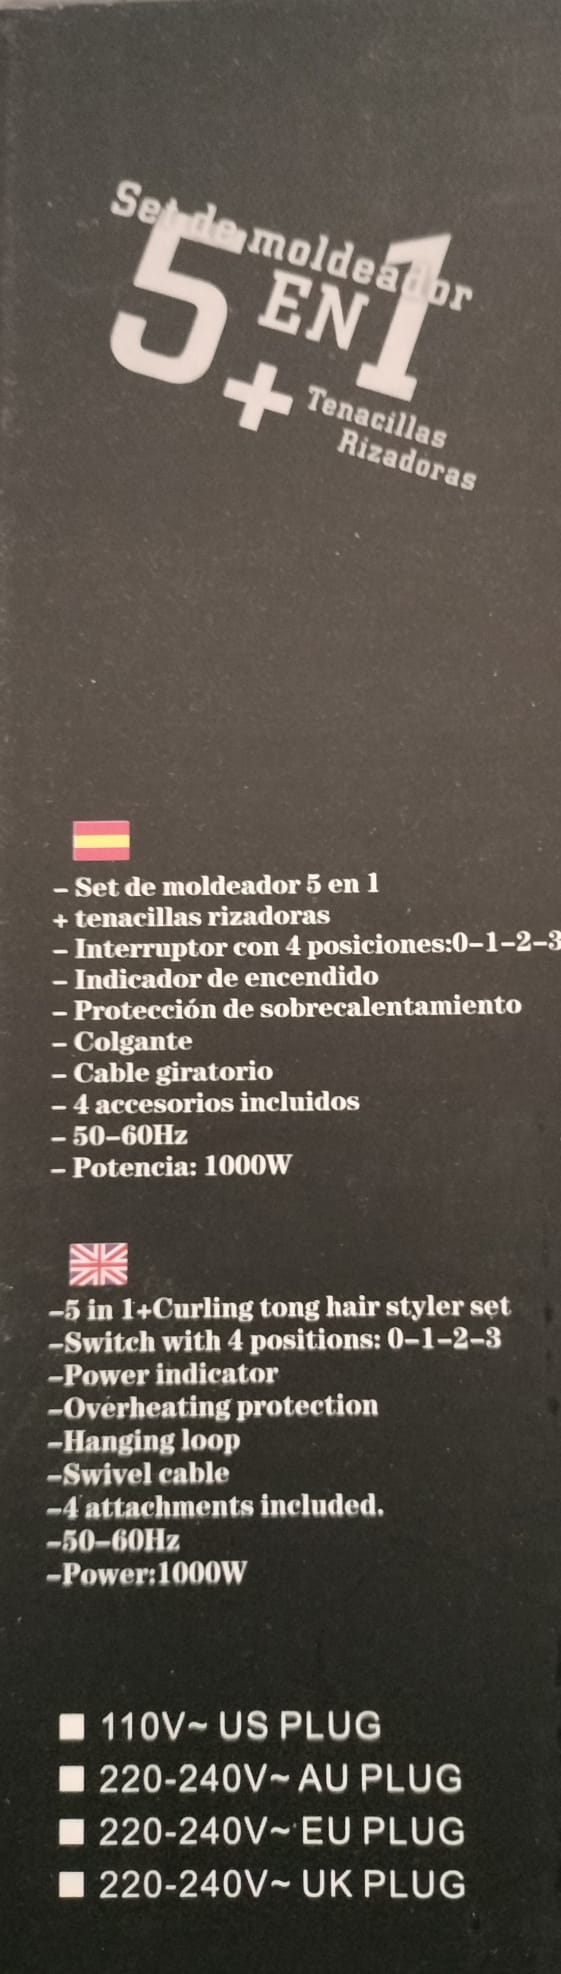 Set de moldeador
5 EN 1
+ Tenacillas
Rizadoras
– Set de moldeador 5 en 1
+ tenacillas rizadoras
– Interruptor con 4 posiciones:0–1–2–3
– Indicador de encendido
– Protección de sobrecalentamiento
– Colgante
– Cable giratorio
– 4 accesorios incluidos
– 50–60Hz
– Potencia: 1000W
–5 in 1+Curling tong hair styler set
–Switch with 4 positions: 0–1–2–3
–Power indicator
–Overheating protection
–Hanging loop
–Swivel cable
–4 attachments included.
–50–60Hz
–Power:1000W
■ 110V~ US PLUG
■ 220-240V~ AU PLUG
■ 220-240V~ EU PLUG
■ 220-240V~ UK PLUG